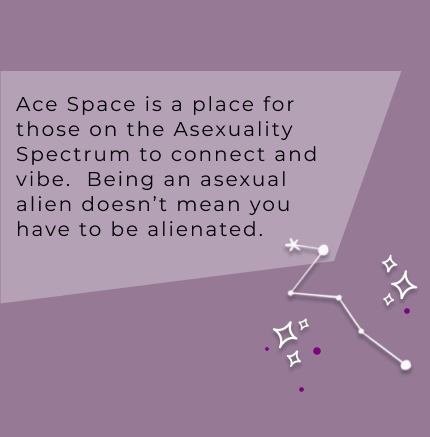 Ace Space is a place for
those on the Asexuality
Spectrum to connect and
vibe.  Being an asexual
alien doesn’t mean you
have to be alienated.